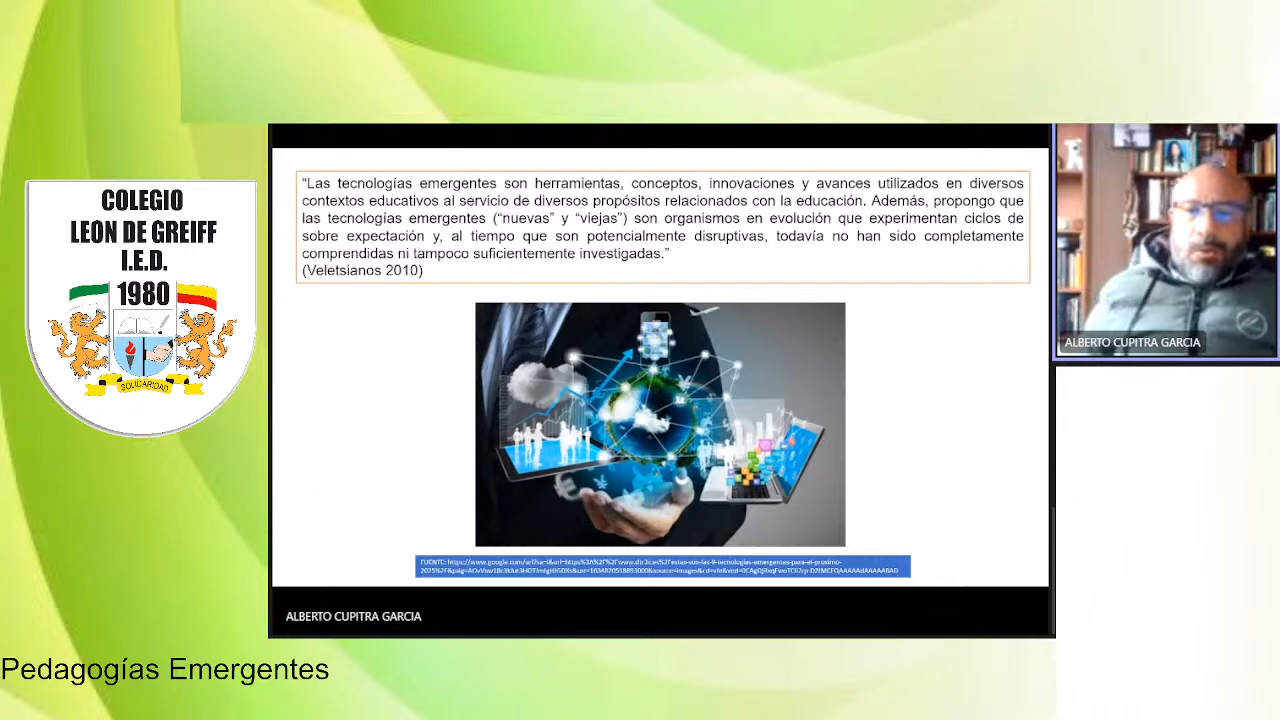 COLEGIO
LEÓN DE GREIFF
I.E.D.
1980
SOLIDARIDAD
“Las tecnologías emergentes son herramientas, conceptos, innovaciones y avances utilizados en diversos
contextos educativos al servicio de diversos propósitos relacionados con la educación. Además, propongo que
las tecnologías emergentes (“nuevas” y “viejas”) son organismos en evolución que experimentan ciclos de
sobre expectación y, al tiempo que son potencialmente disruptivas, todavía no han sido completamente
comprendidas ni tampoco suficientemente investigadas.”
(Veletsianos 2010)
ALBERTO CUPITRA GARCIA
FUENTE:
ALBERTO CUPITRA GARCIA
Pedagogías Emergentes